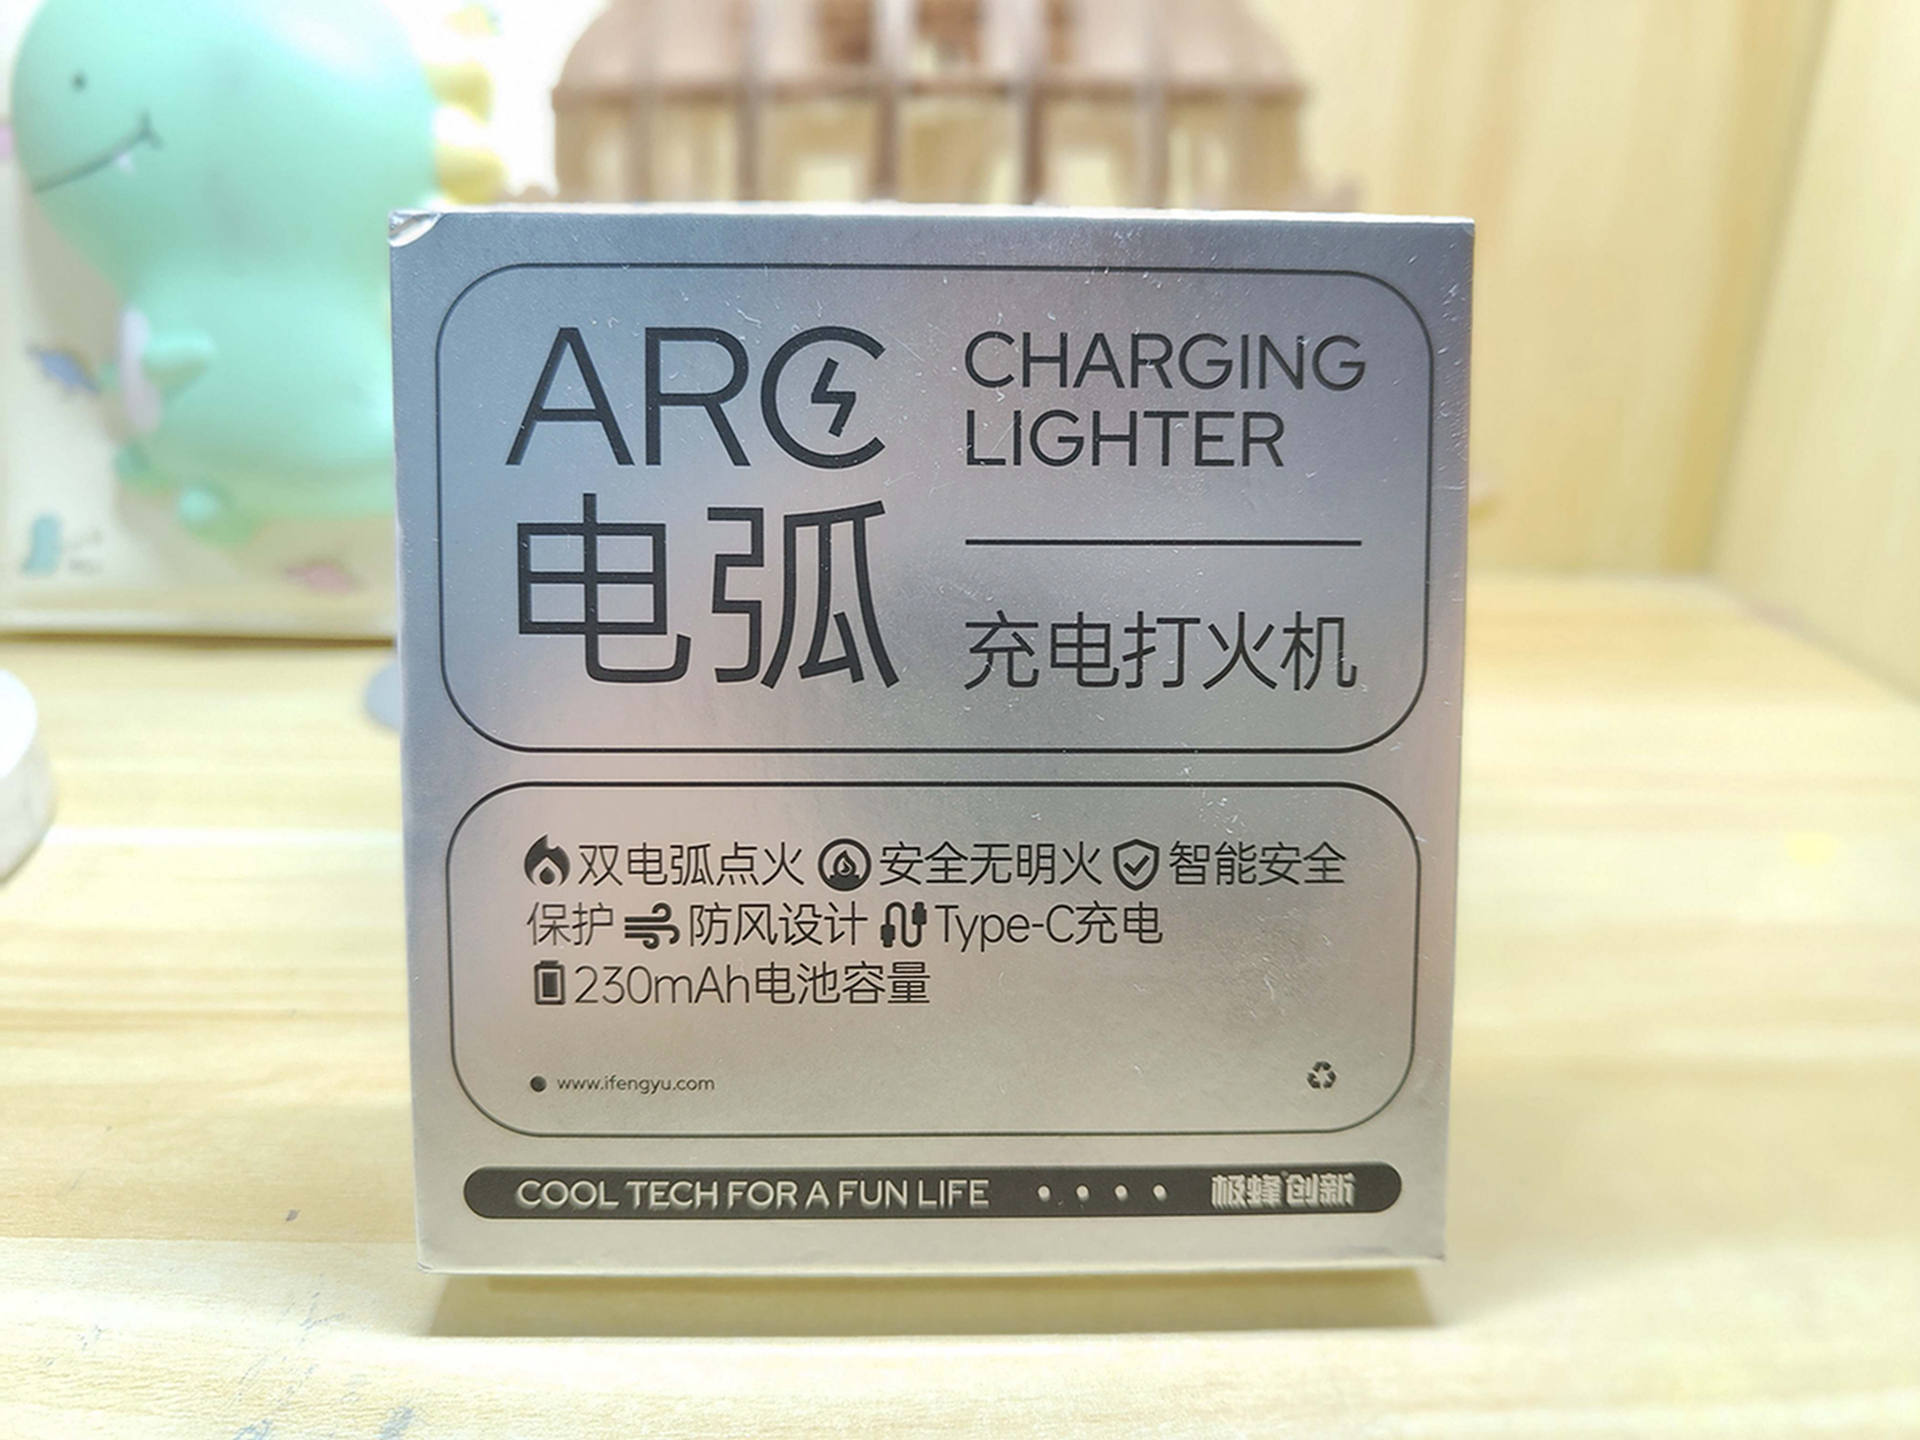 ARC
CHARGING
LIGHTER
电弧
充电打火机
双电弧点火 安全无明火 智能安全
保护 防风设计 Type-C充电
230mAh电池容量
www.ifengyu.com
COOL TECH FOR A FUN LIFE
极蜂创新